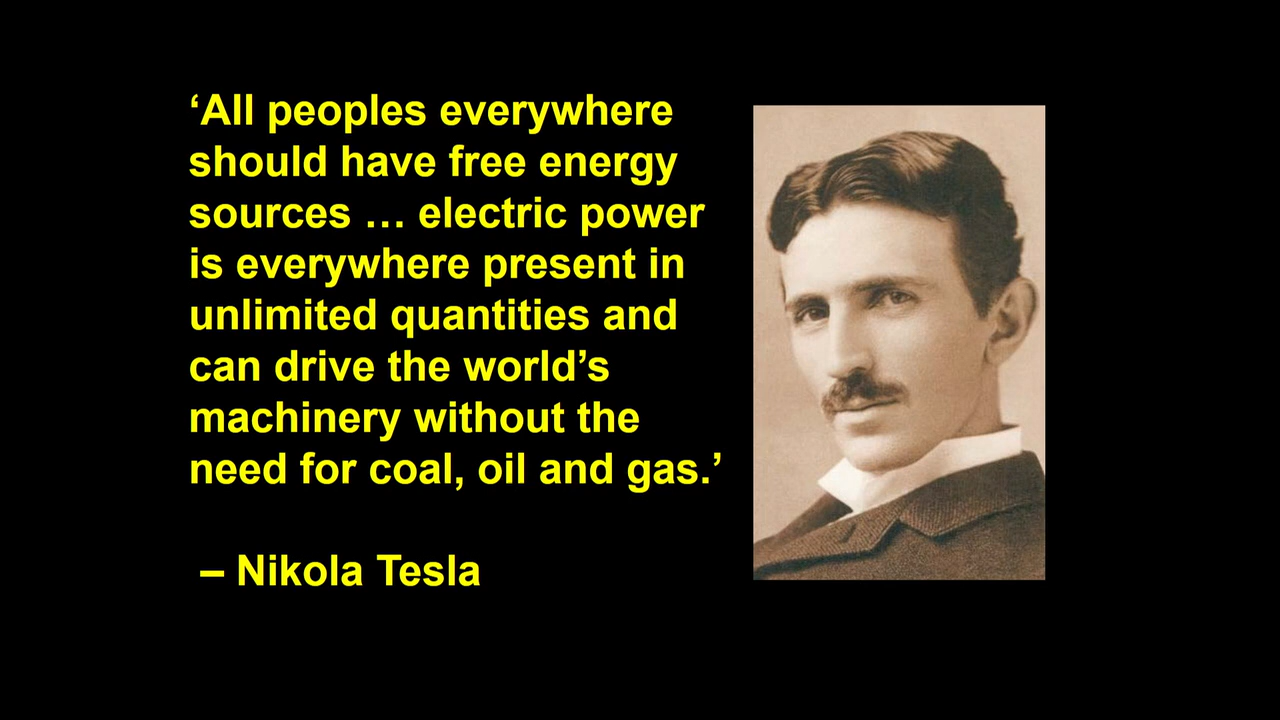 ‘All peoples everywhere
should have free energy
sources … electric power
is everywhere present in
unlimited quantities and
can drive the world’s
machinery without the
need for coal, oil and gas.’
– Nikola Tesla